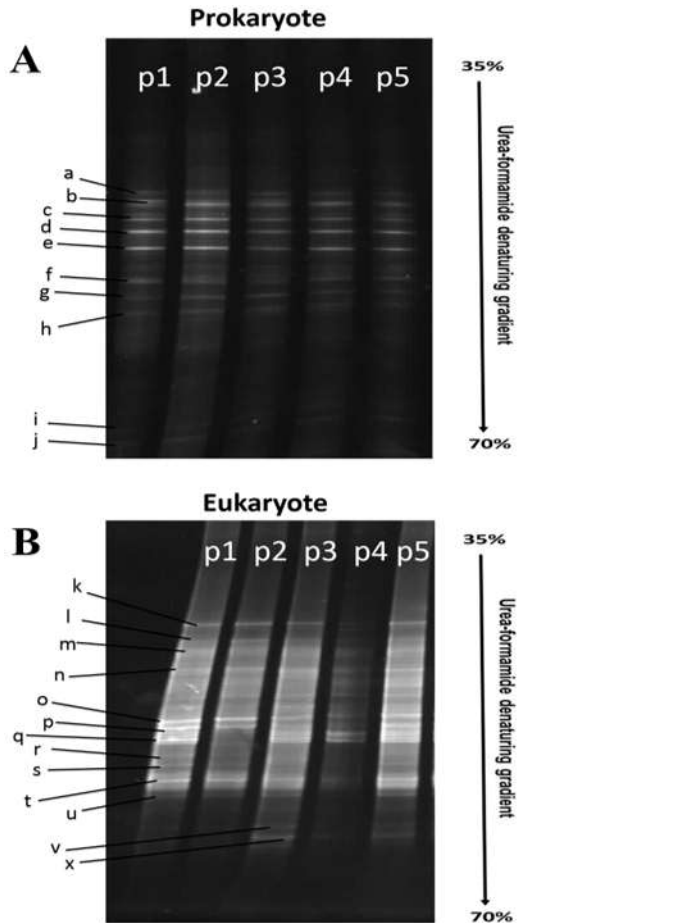 Prokaryote
A
p1 p2 p3 p4 p5
35%
a
b
c
d
e
f
g
h
i
j
Urea-formamide denaturing gradient
70%
Eukaryote
B
p1 p2 p3 p4 p5
35%
k
l
m
n
o
p
q
r
s
t
u
v
x
Urea-formamide denaturing gradient
70%